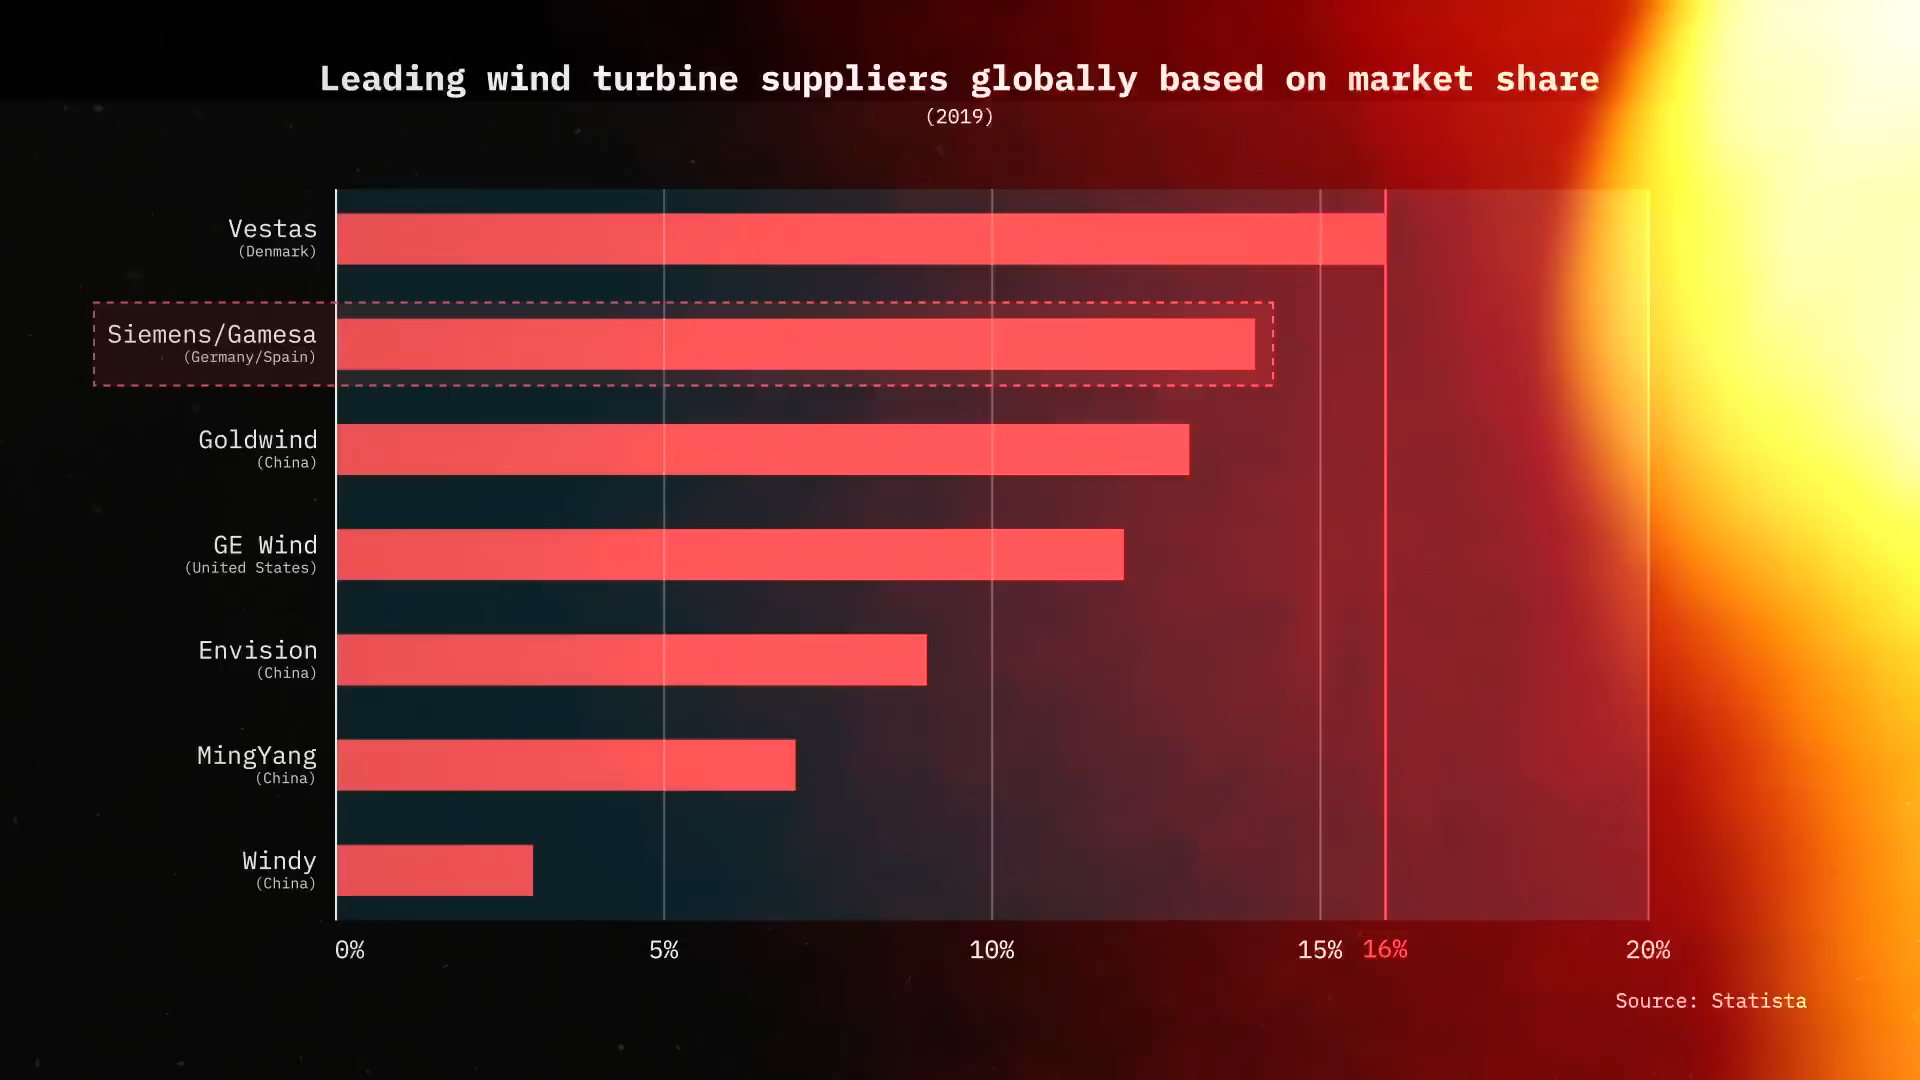 Leading wind turbine suppliers globally based on market share
(2019)
Vestas
(Denmark)
Siemens/Gamesa
(Germany/Spain)
Goldwind
(China)
GE Wind
(United States)
Envision
(China)
MingYang
(China)
Windy
(China)
0% 5% 10% 15% 16% 20%
Source: Statista